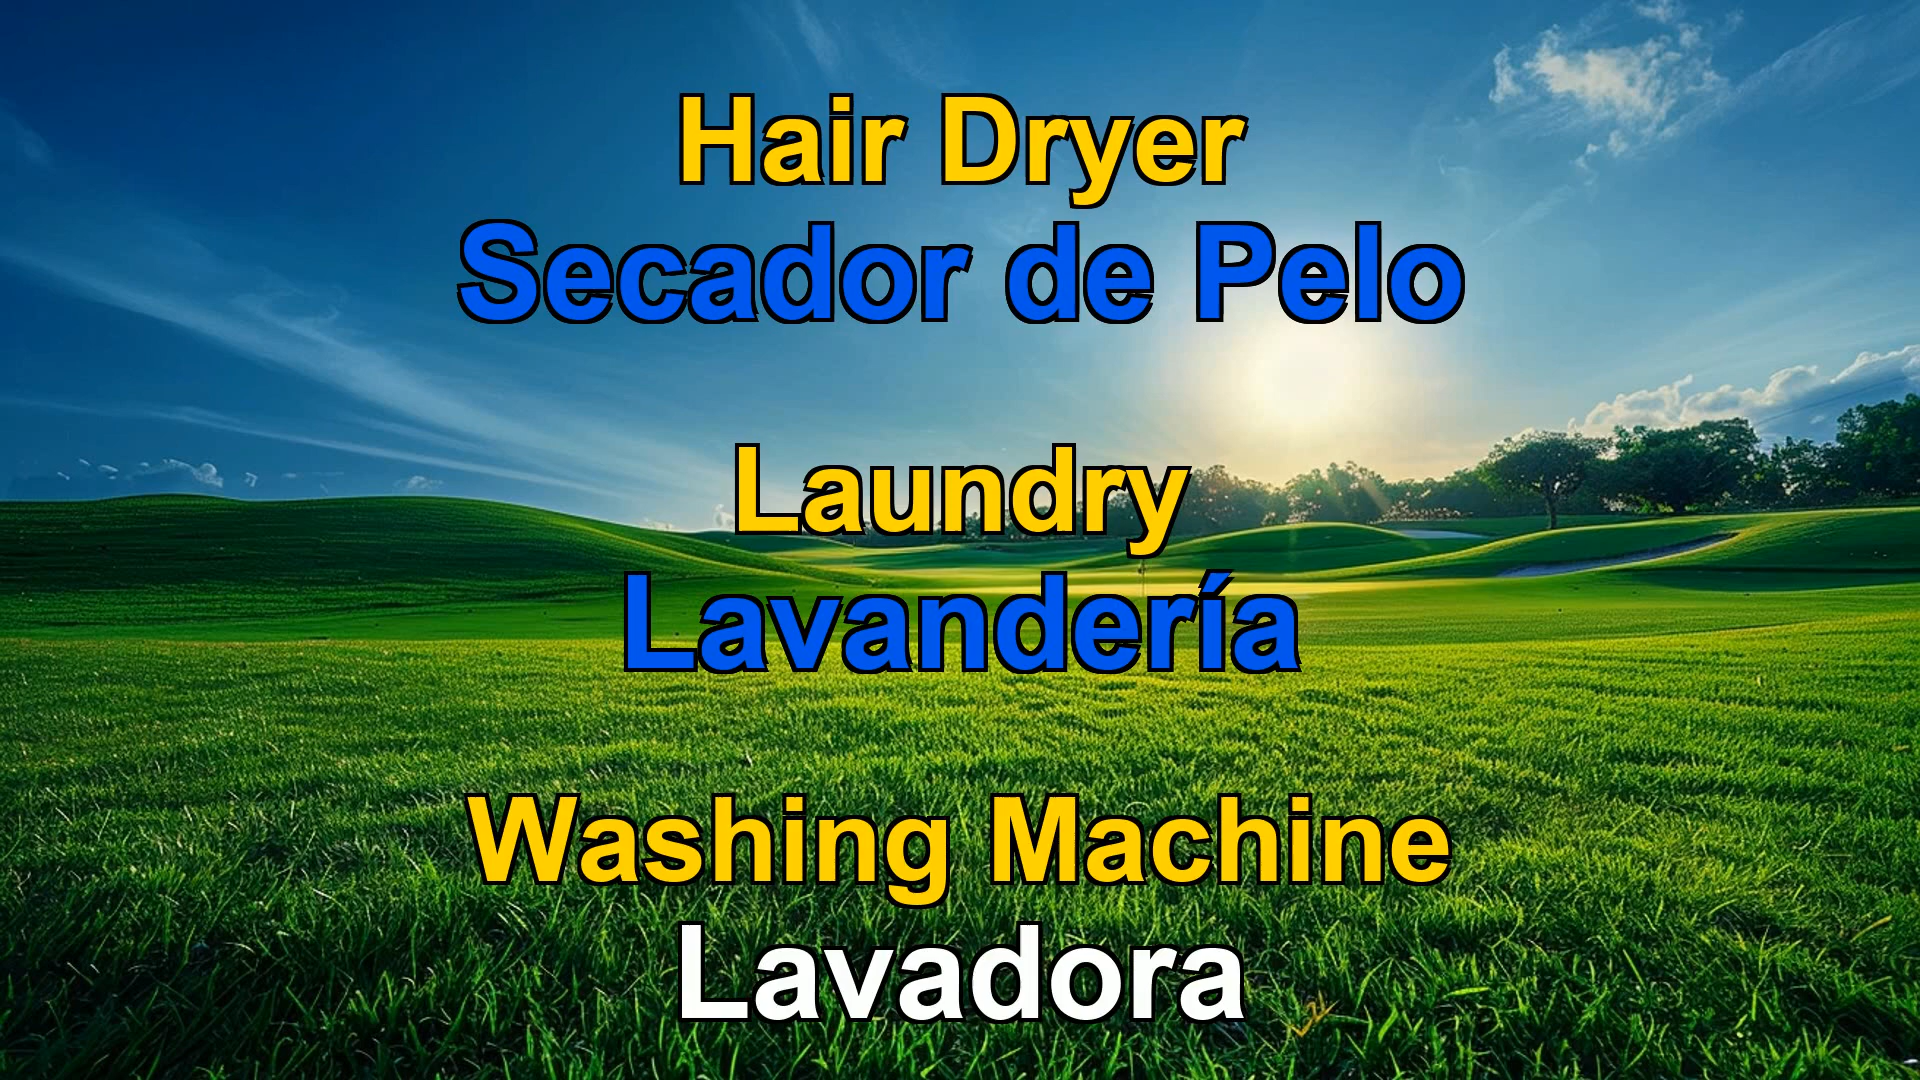 Hair Dryer
Secador de Pelo
Laundry
Lavandería
Washing Machine
Lavadora